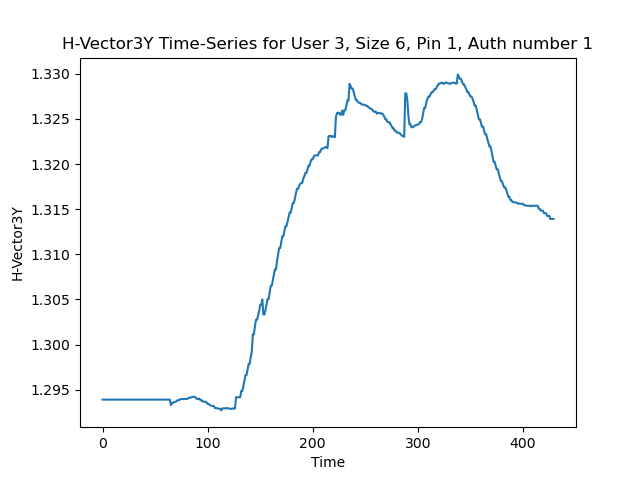 H-Vector3Y Time-Series for User 3, Size 6, Pin 1, Auth number 1
1.330
1.325
1.320
1.315
1.310
1.305
1.300
1.295
H-Vector3Y
0 100 200 300 400
Time